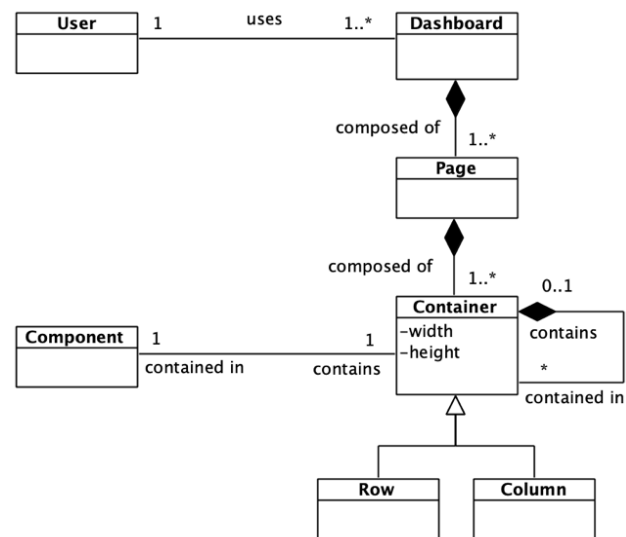 User 1 uses 1..* Dashboard
composed of
1..*
Page
composed of
1..*
Container
0..1
-width
-height
contains
Component
1
1
contained in
contains
*
contained in
Row
Column